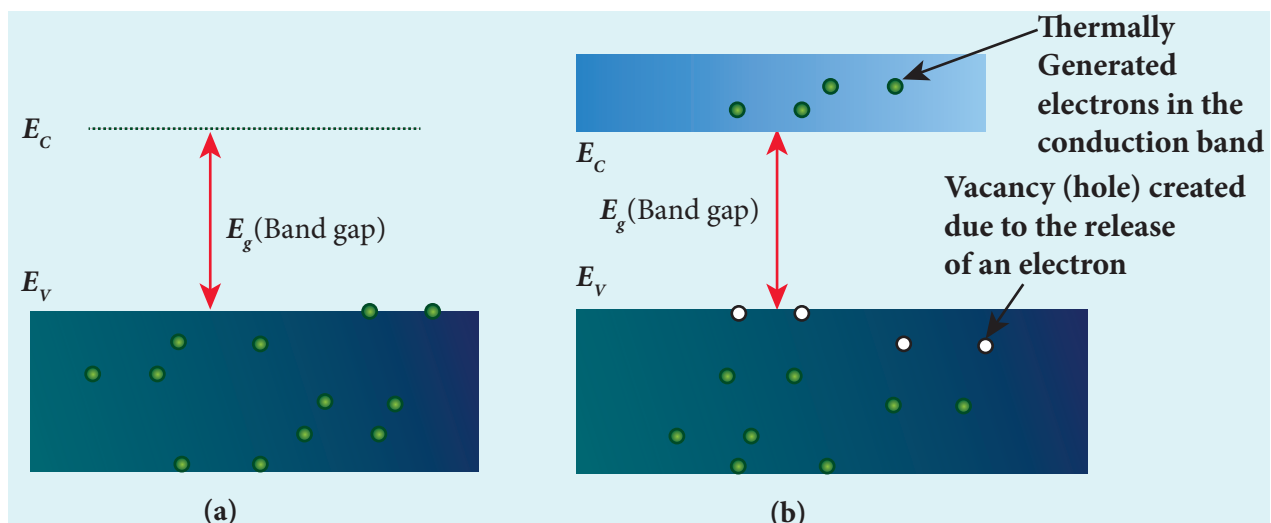 E_C
E_g(Band gap)
E_V
(a)
Thermally
Generated
electrons in the
conduction band
E_C
E_g(Band gap)
Vacancy (hole) created
due to the release
of an electron
E_V
(b)